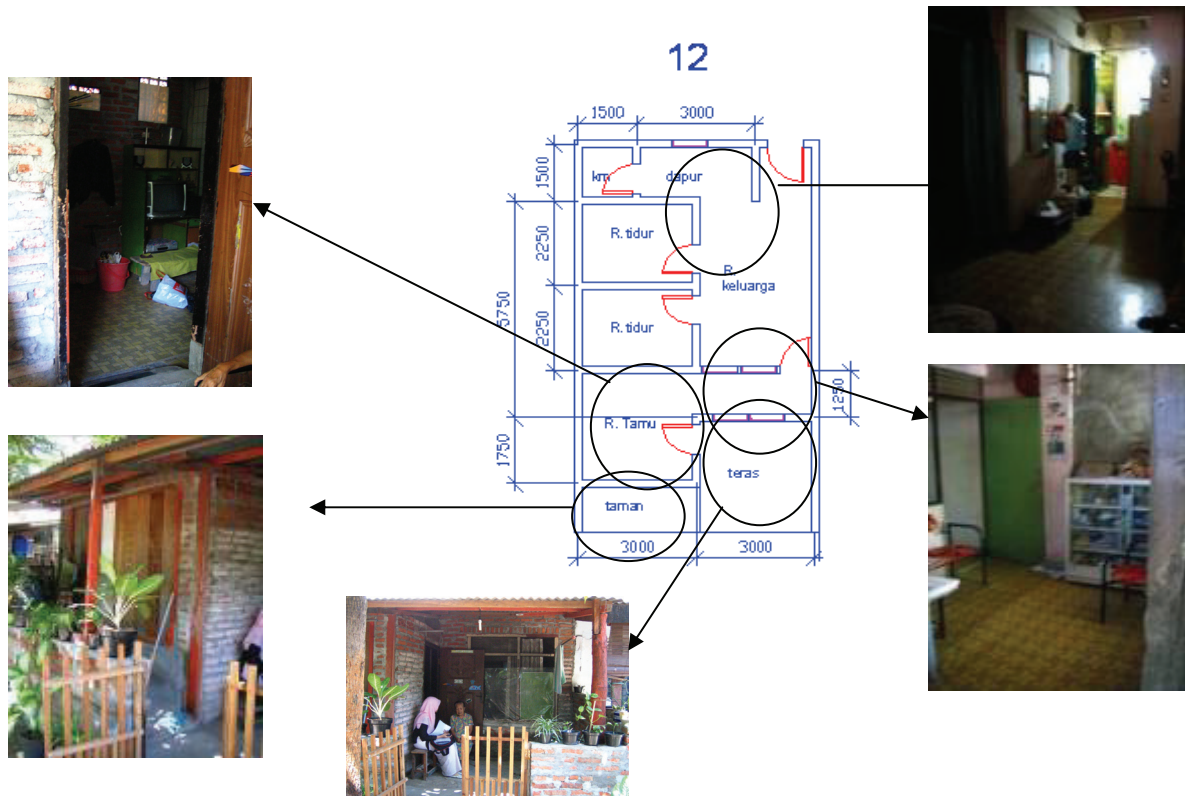 12
1500 3000
1500
km dapur
R. tidur
2250
R.
keluarga
5750
R. tidur
2250
1250
R. Tamu
1750
teras
taman
3000 3000